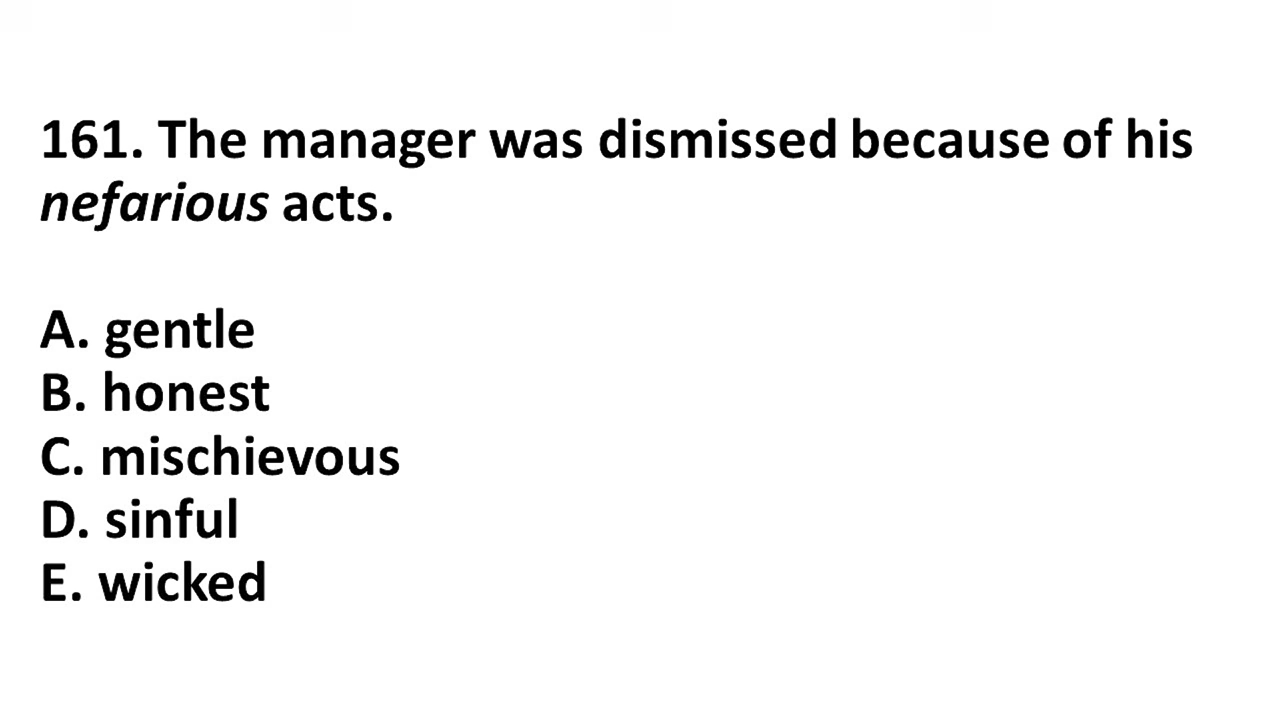 161. The manager was dismissed because of his
nefarious acts.
A. gentle
B. honest
C. mischievous
D. sinful
E. wicked